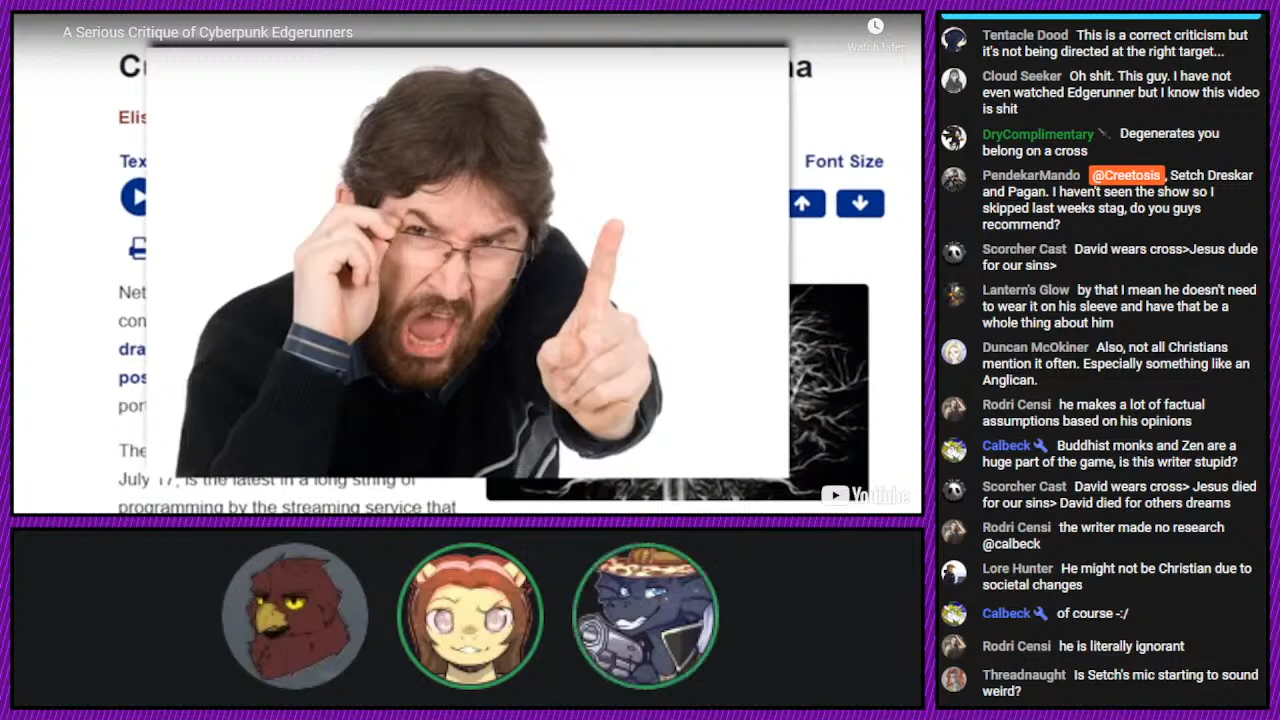 A Serious Critique of Cyberpunk Edgerunners
Watch later
Elis
Tex
Font Size
Net
con
dra
pos
port
The
July 17, is the latest in a long string of
programming by the streaming service that
YouTube
Tentacle Dood This is a correct criticism but
it's not being directed at the right target...
Cloud Seeker Oh shit. This guy. I have not
even watched Edgerunner but I know this video
is shit
DryComplimentary Degenerates you
belong on a cross
PendekarMando @Creetosis, Setch Dreskar
and Pagan. I haven't seen the show so I
skipped last weeks stag, do you guys
recommend?
Scorcher Cast David wears cross>Jesus dude
for our sins>
Lantern's Glow by that I mean he doesn't need
to wear it on his sleeve and have that be a
whole thing about him
Duncan McOkiner Also, not all Christians
mention it often. Especially something like an
Anglican.
Rodri Censi he makes a lot of factual
assumptions based on his opinions
Calbeck Buddhist monks and Zen are a
huge part of the game, is this writer stupid?
Scorcher Cast David wears cross> Jesus died
for our sins> David died for others dreams
Rodri Censi the writer made no research
@calbeck
Lore Hunter He might not be Christian due to
societal changes
Calbeck of course -:/
Rodri Censi he is literally ignorant
Threadnaught Is Setch's mic starting to sound
weird?